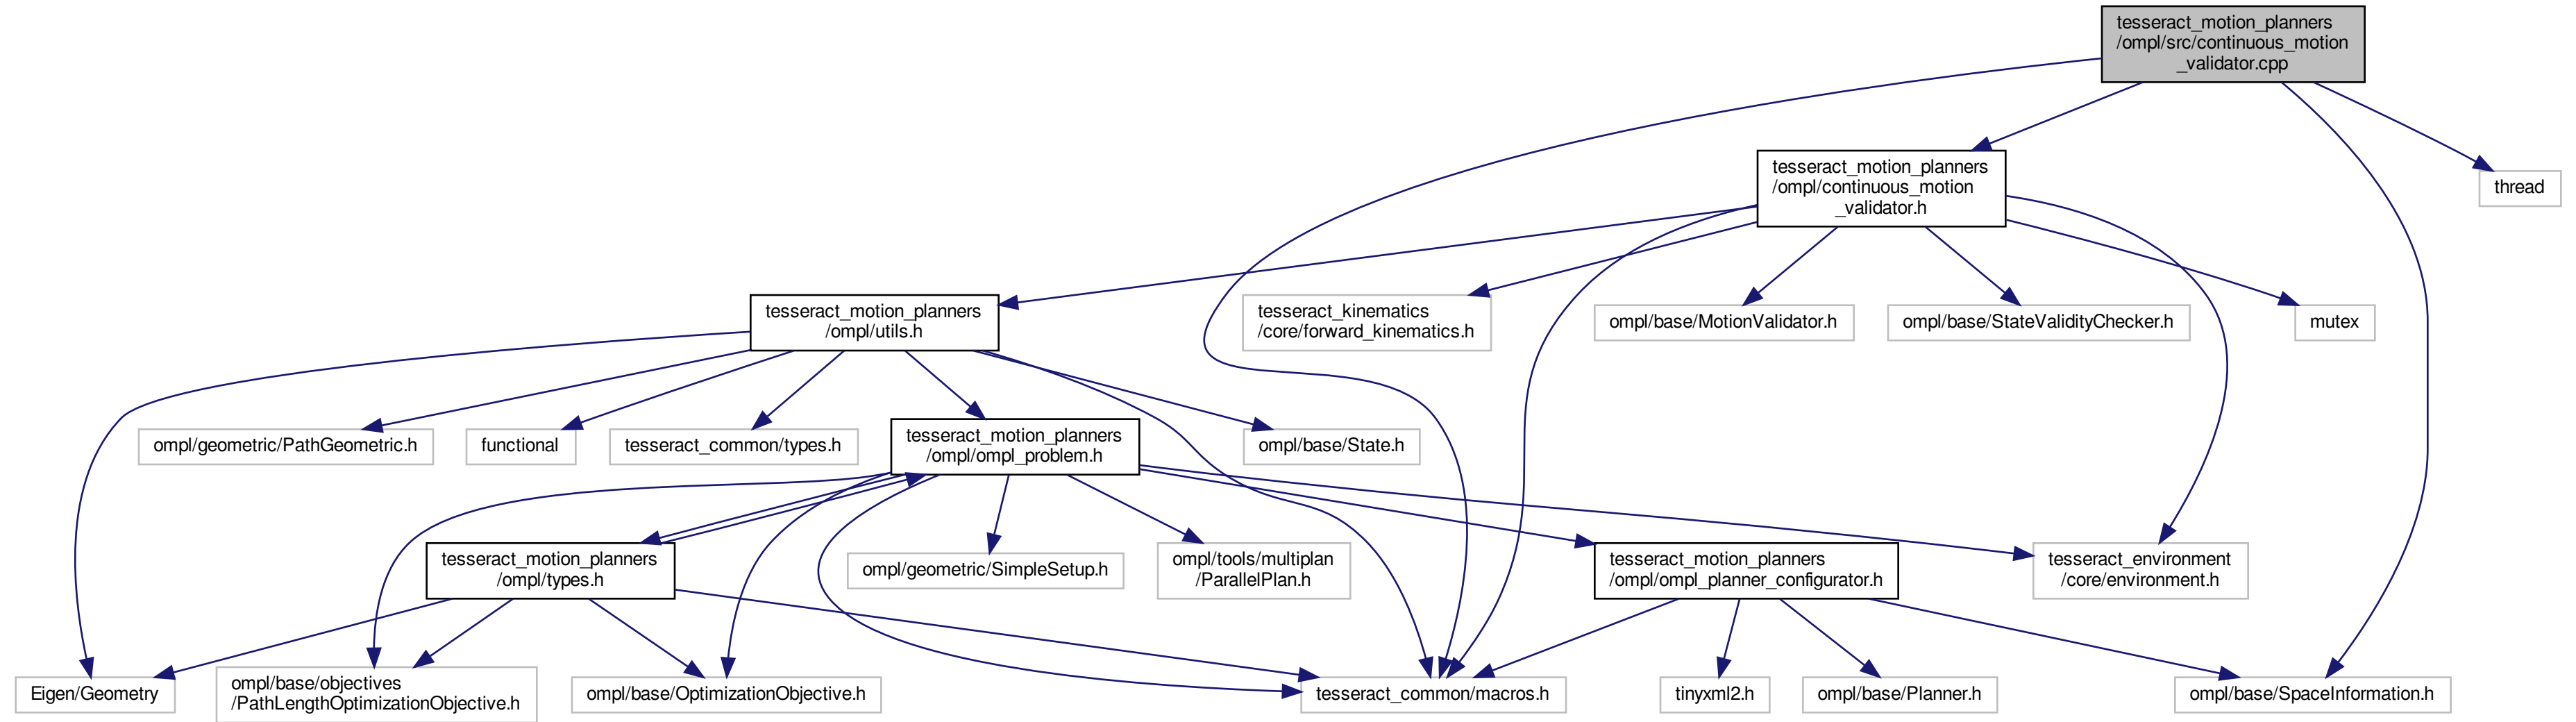 tesseract_motion_planners
/ompl/src/continuous_motion
_validator.cpp
tesseract_motion_planners
/ompl/continuous_motion
_validator.h
thread
tesseract_motion_planners
/ompl/utils.h
tesseract_kinematics
/core/forward_kinematics.h
ompl/base/MotionValidator.h
ompl/base/StateValidityChecker.h
mutex
ompl/geometric/PathGeometric.h
functional
tesseract_common/types.h
tesseract_motion_planners
/ompl/ompl_problem.h
ompl/base/State.h
tesseract_motion_planners
/ompl/types.h
ompl/geometric/SimpleSetup.h
ompl/tools/multiplan
/ParallelPlan.h
tesseract_motion_planners
/ompl/ompl_planner_configurator.h
tesseract_environment
/core/environment.h
Eigen/Geometry
ompl/base/objectives
/PathLengthOptimizationObjective.h
ompl/base/OptimizationObjective.h
tesseract_common/macros.h
tinyxml2.h
ompl/base/Planner.h
ompl/base/SpaceInformation.h